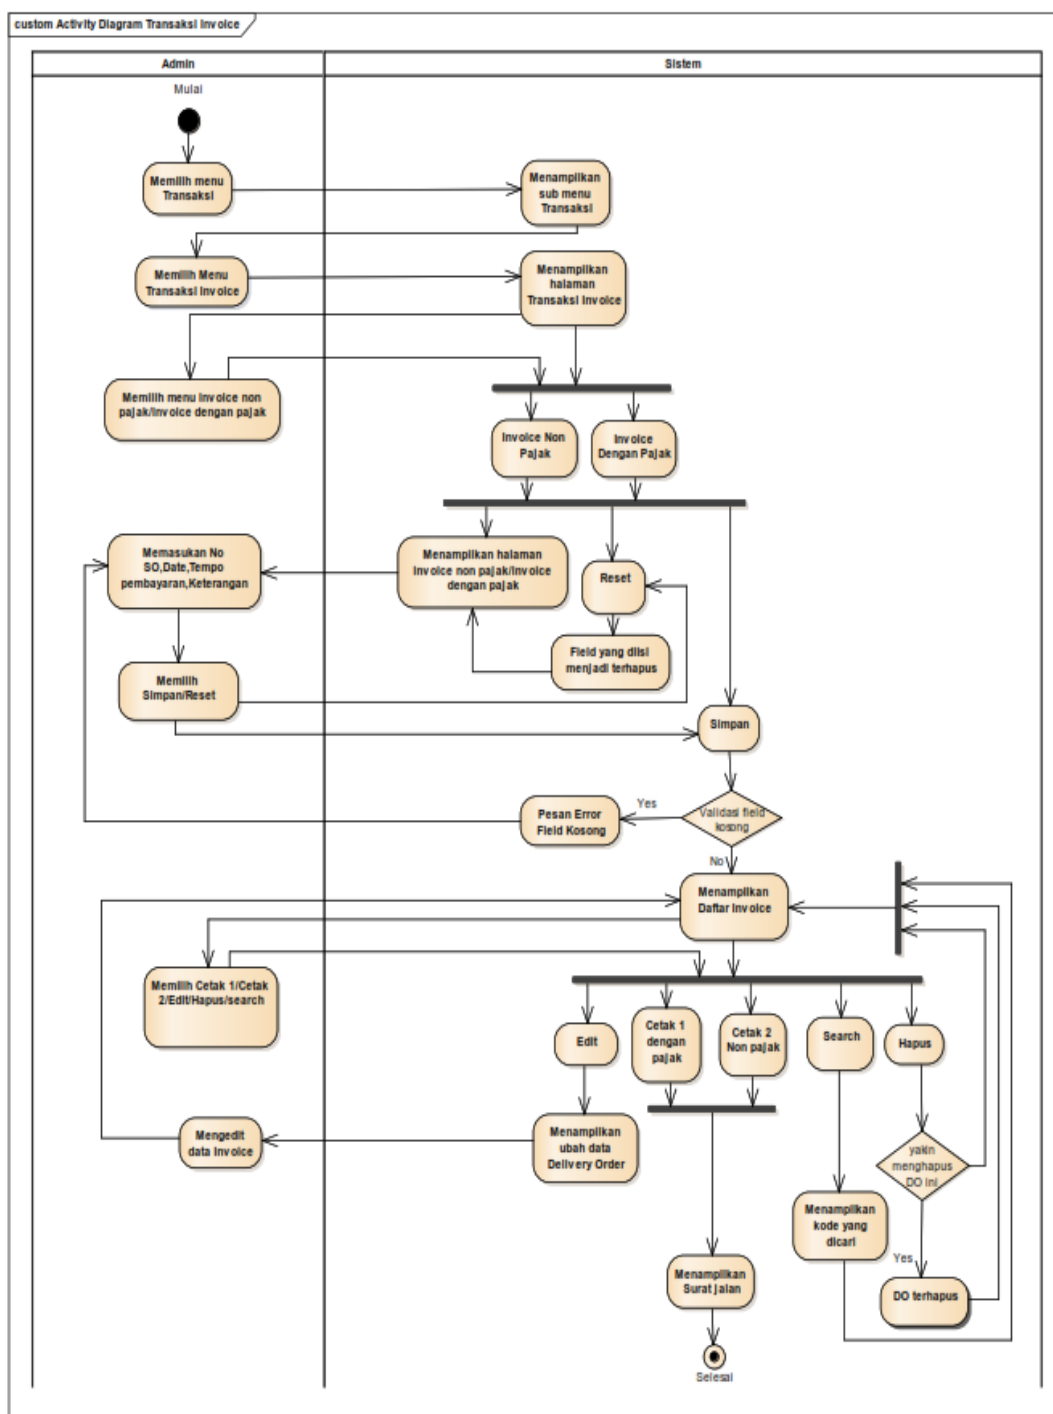 custom Activity Diagram Transaksi Invoice
Admin
Sistem
Mulai
Memilih menu
Transaksi
Menampilkan
sub menu
Transaksi
Memilih Menu
Transaksi Invoice
Menampilkan
halaman
Transaksi Invoice
Memilih menu Invoice non
pajak/Invoice dengan pajak
Invoice Non
Pajak
Invoice
Dengan Pajak
Memasukan No
SO,Date,Tempo
pembayaran,Keterangan
Menampilkan halaman
Invoice non pajak/Invoice
dengan pajak
Reset
Field yang diisi
menjadi terhapus
Memilih
Simpan/Reset
Simpan
Validasi field
kosong
Yes
Pesan Error
Field Kosong
No
Menampilkan
Daftar Invoice
Memilih Cetak 1/Cetak
2/Edit/Hapus/search
Edit
Cetak 1
dengan
pajak
Cetak 2
Non pajak
Search
Hapus
Mengedit
data Invoice
Menampilkan
ubah data
Delivery Order
yakin
menghapus
DO ini
Menampilkan
kode yang
dicari
Yes
DO terhapus
Menampilkan
Surat jalan
Selesai